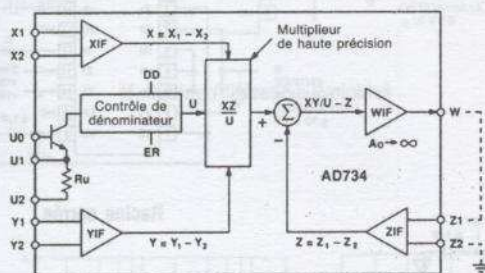 X1
X2
XIF
X = X₁ - X₂
Multiplieur
de haute précision
DD
Contrôle de
dénominateur
U
XZ
U
+
Σ
-
XY/U - Z
WIF
A₀ → ∞
W
ER
U0
U1
Ru
U2
AD734
Z1
Z2
ZIF
Z = Z₁ - Z₂
Y1
Y2
YIF
Y = Y₁ - Y₂